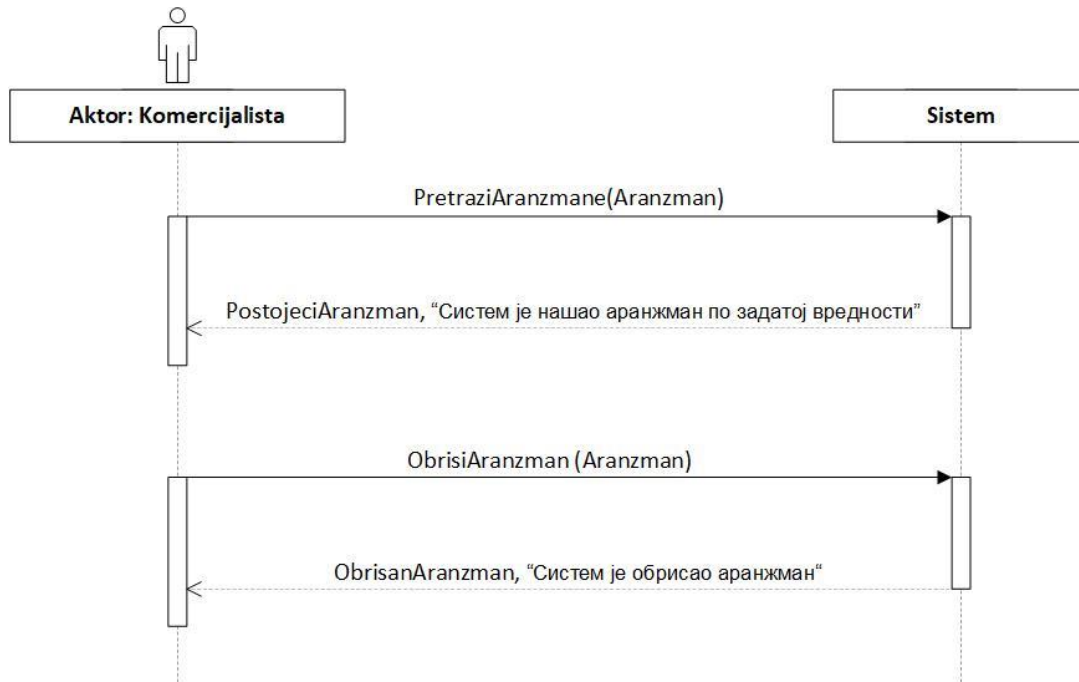 Aktor: Komercijalista
Sistem
PretraziAranzmane(Aranzman)
PostojeciAranzman, “Систем је нашао аранжман по задатој вредности”
ObrisiAranzman (Aranzman)
ObrisanAranzman, “Систем је обрисао аранжман“